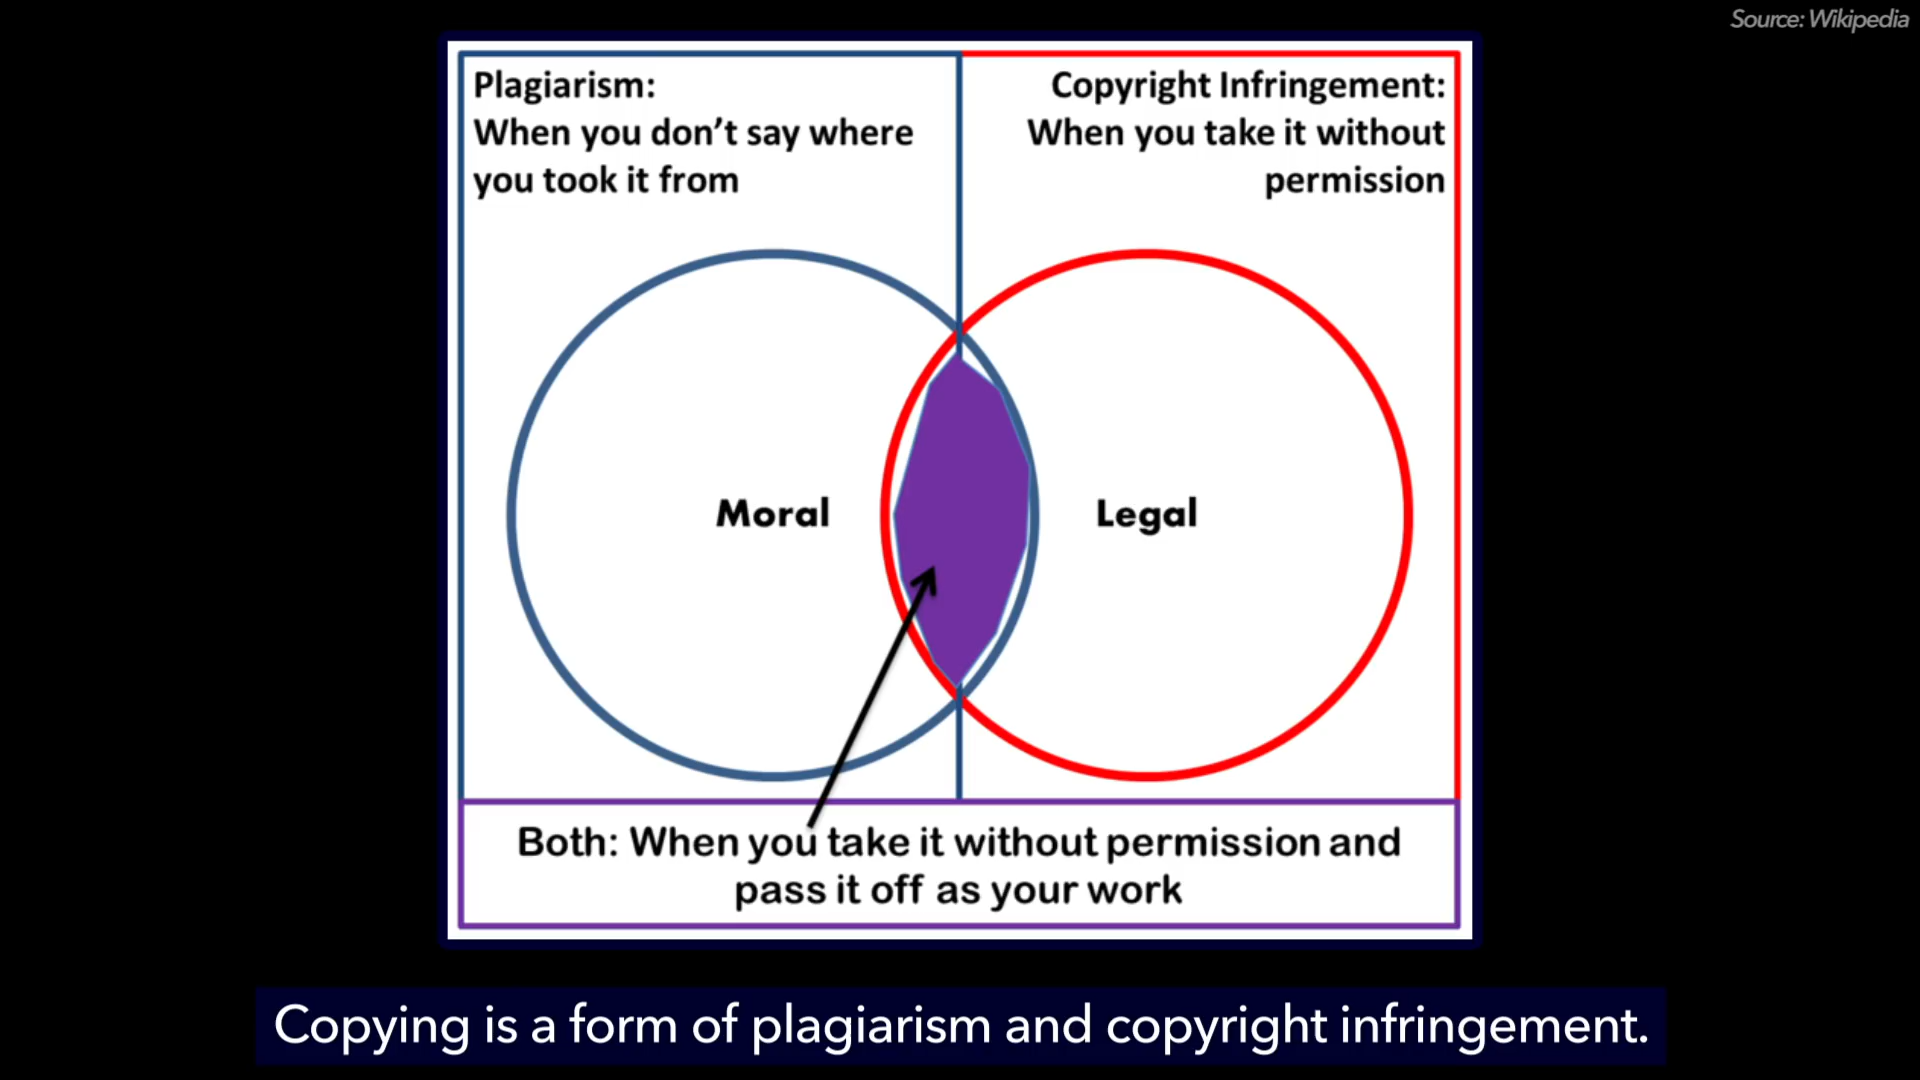 Source: Wikipedia
Plagiarism:
When you don't say where
you took it from
Copyright Infringement:
When you take it without
permission
Moral
Legal
Both: When you take it without permission and
pass it off as your work
Copying is a form of plagiarism and copyright infringement.